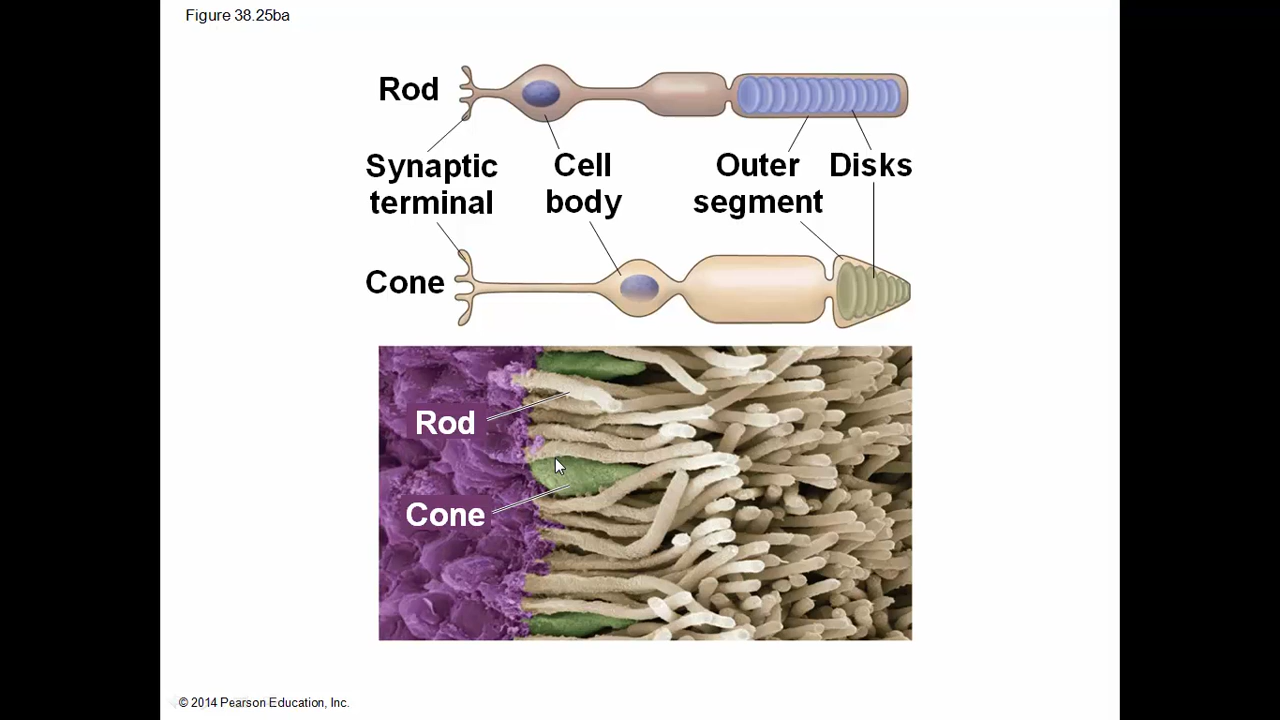 Figure 38.25ba
Rod
Synaptic
terminal
Cell
body
Outer
segment
Disks
Cone
Rod
Cone
© 2014 Pearson Education, Inc.